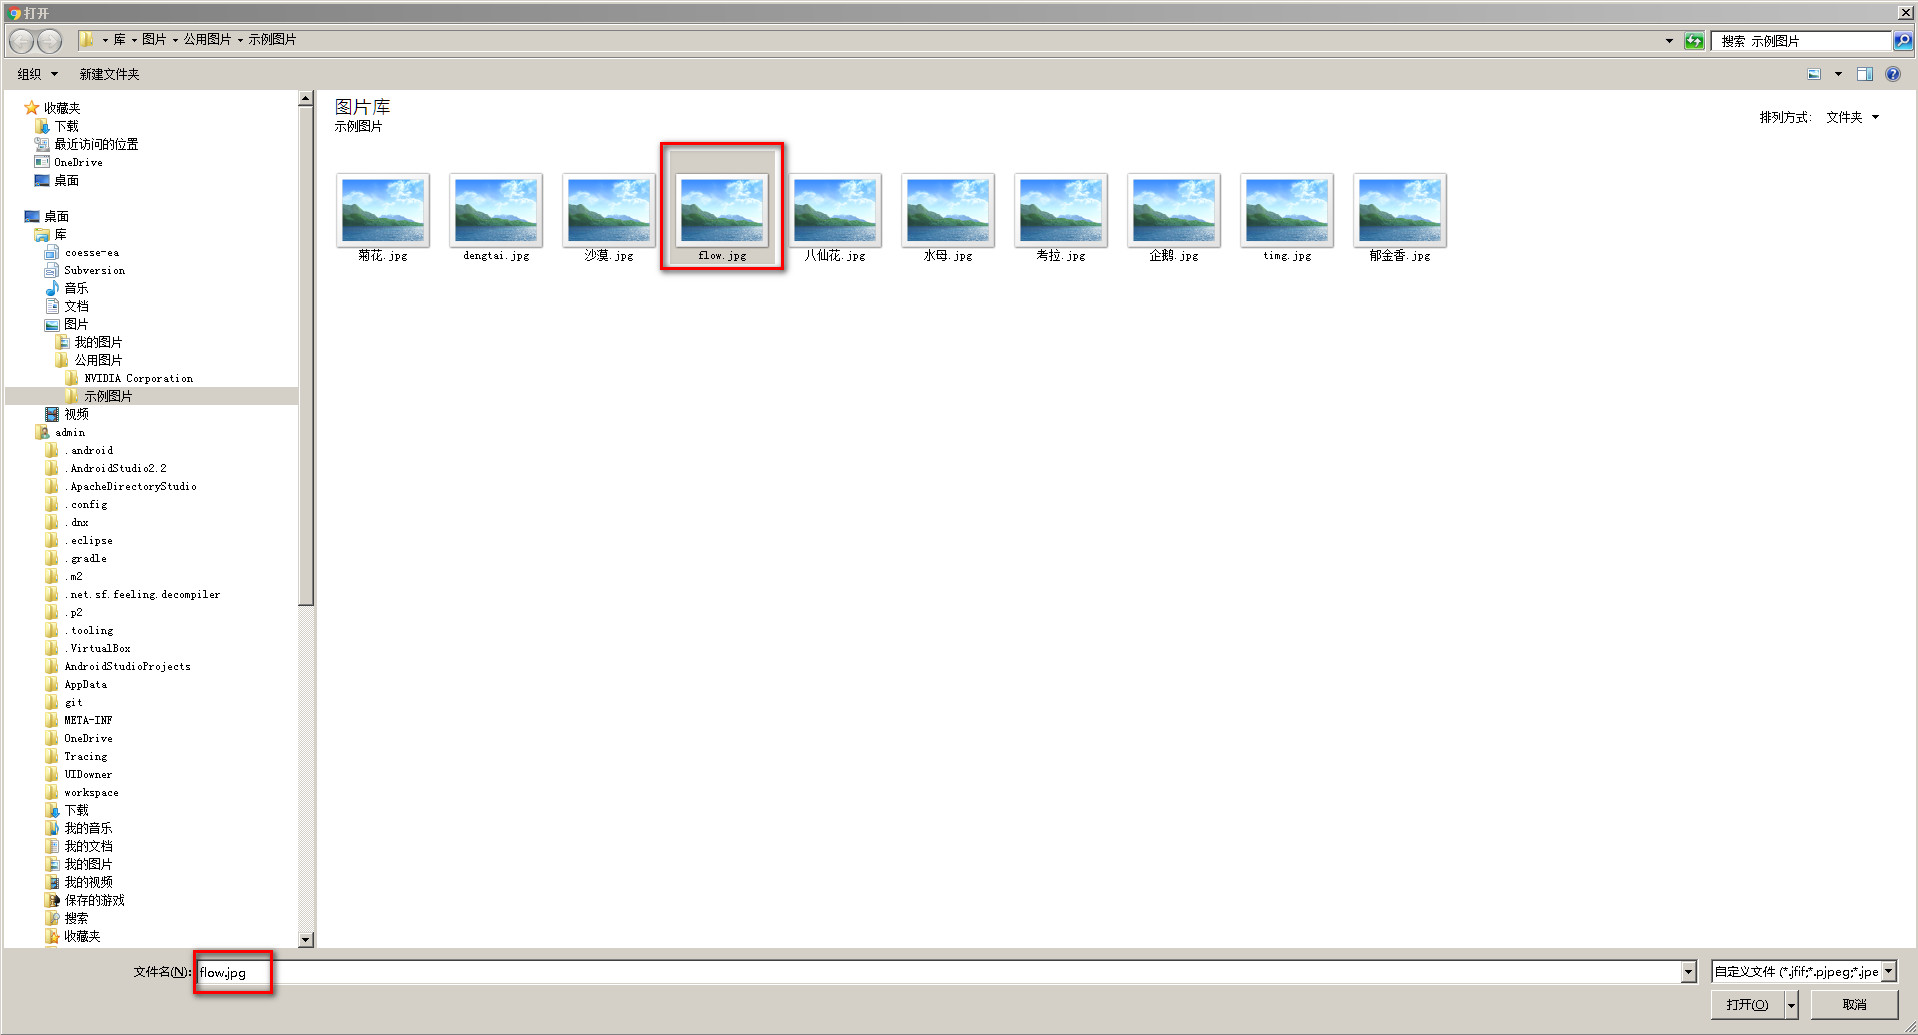 打开
库 图片 公用图片 示例图片
搜索 示例图片
组织
新建文件夹
收藏夹
下载
最近访问的位置
OneDrive
桌面
桌面
库
coesse-ea
Subversion
音乐
文档
图片
我的图片
公用图片
NVIDIA Corporation
示例图片
视频
admin
.android
.AndroidStudio2.2
.ApacheDirectoryStudio
.config
.dnx
.eclipse
.gradle
.m2
.net.sf.feeling.decompiler
.p2
.tooling
.VirtualBox
AndroidStudioProjects
AppData
git
META-INF
OneDrive
Tracing
UIDowner
workspace
下载
我的音乐
我的文档
我的图片
我的视频
保存的游戏
搜索
收藏夹
图片库
示例图片
排列方式: 文件夹
菊花.jpg
dengtai.jpg
沙漠.jpg
flow.jpg
八仙花.jpg
水母.jpg
考拉.jpg
企鹅.jpg
timg.jpg
郁金香.jpg
文件名(N): flow.jpg
自定义文件 (*.jfif;*.pjpeg;*.jpe
打开(O)
取消